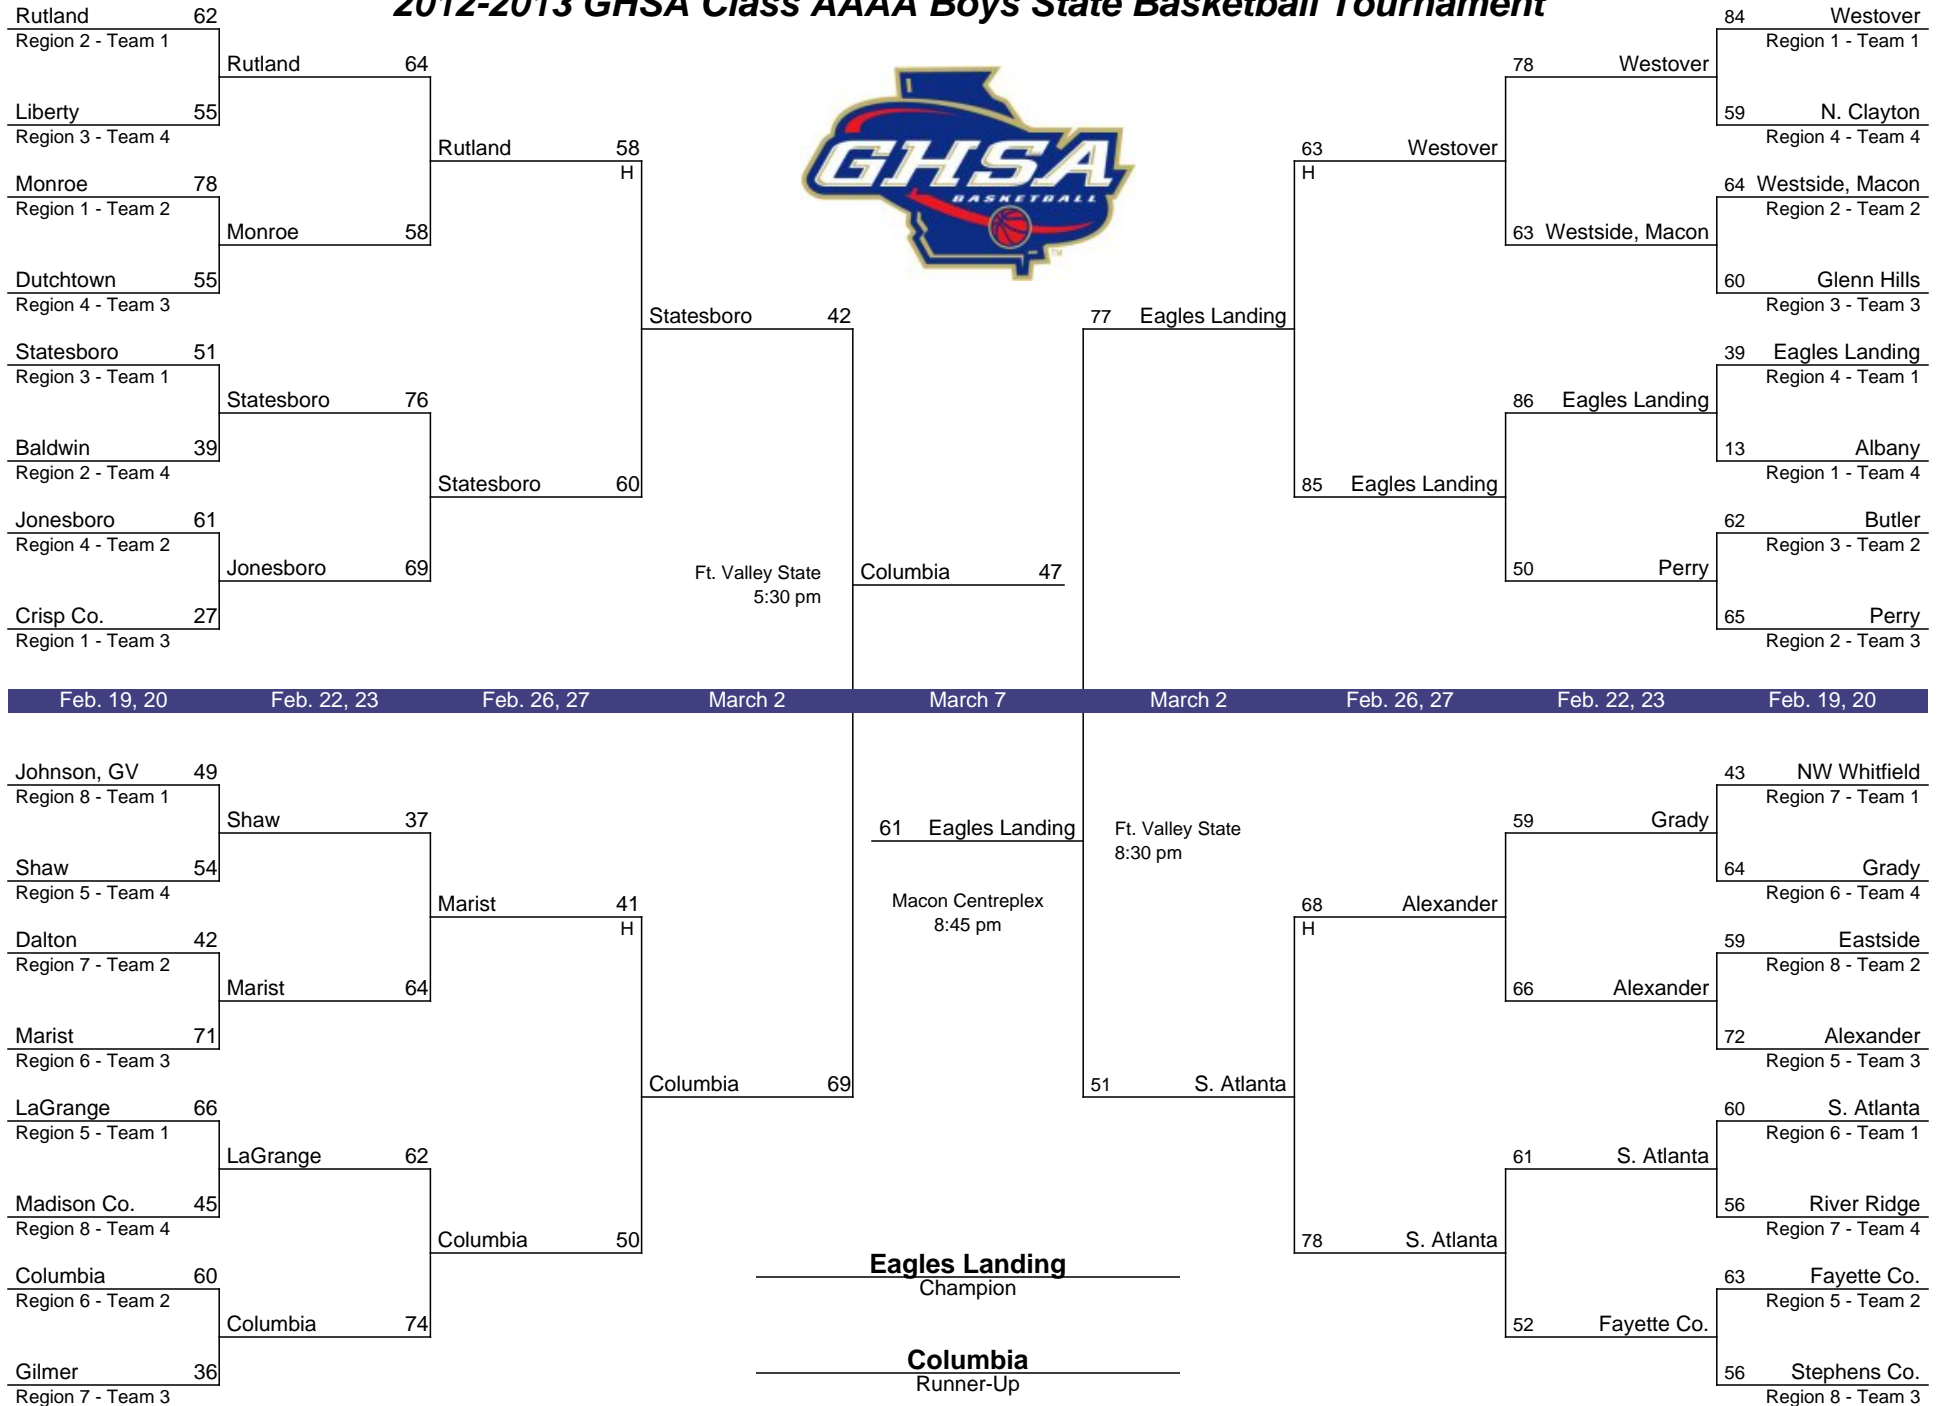 2012-2013 GHSA Class AAAA Boys State Basketball Tournament
Rutland 62
Region 2 - Team 1
Rutland 64
Liberty 55
Region 3 - Team 4
Rutland 58
H
Monroe 78
Region 1 - Team 2
Monroe 58
Dutchtown 55
Region 4 - Team 3
Statesboro 42
Statesboro 51
Region 3 - Team 1
Statesboro 76
Baldwin 39
Region 2 - Team 4
Statesboro 60
Jonesboro 61
Region 4 - Team 2
Jonesboro 69
Crisp Co. 27
Region 1 - Team 3
Ft. Valley State
5:30 pm
Columbia 47
GHSA
BASKETBALL
TM
84 Westover
Region 1 - Team 1
78 Westover
59 N. Clayton
Region 4 - Team 4
63 Westover
H
64 Westside, Macon
Region 2 - Team 2
63 Westside, Macon
60 Glenn Hills
Region 3 - Team 3
77 Eagles Landing
39 Eagles Landing
Region 4 - Team 1
86 Eagles Landing
13 Albany
Region 1 - Team 4
85 Eagles Landing
62 Butler
Region 3 - Team 2
50 Perry
65 Perry
Region 2 - Team 3
Feb. 19, 20 Feb. 22, 23 Feb. 26, 27 March 2 March 7 March 2 Feb. 26, 27 Feb. 22, 23 Feb. 19, 20
Johnson, GV 49
Region 8 - Team 1
Shaw 37
Shaw 54
Region 5 - Team 4
Marist 41
H
Dalton 42
Region 7 - Team 2
Marist 64
Marist 71
Region 6 - Team 3
Columbia 69
LaGrange 66
Region 5 - Team 1
LaGrange 62
Madison Co. 45
Region 8 - Team 4
Columbia 50
Columbia 60
Region 6 - Team 2
Columbia 74
Gilmer 36
Region 7 - Team 3
61 Eagles Landing
Macon Centreplex
8:45 pm
Ft. Valley State
8:30 pm
43 NW Whitfield
Region 7 - Team 1
59 Grady
64 Grady
Region 6 - Team 4
68 Alexander
H
59 Eastside
Region 8 - Team 2
66 Alexander
72 Alexander
Region 5 - Team 3
51 S. Atlanta
60 S. Atlanta
Region 6 - Team 1
61 S. Atlanta
56 River Ridge
Region 7 - Team 4
78 S. Atlanta
63 Fayette Co.
Region 5 - Team 2
52 Fayette Co.
56 Stephens Co.
Region 8 - Team 3
Eagles Landing
Champion
Columbia
Runner-Up